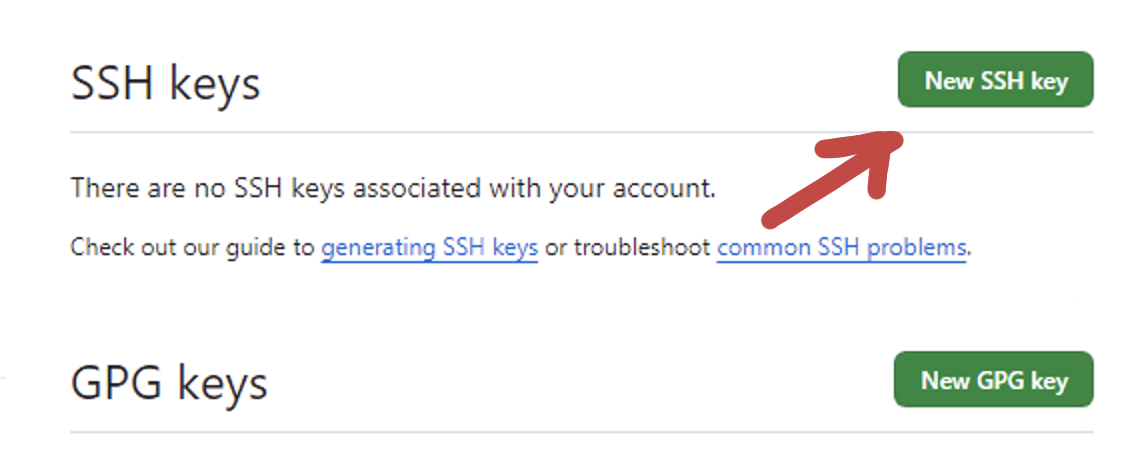 SSH keys
New SSH key
There are no SSH keys associated with your account.
Check out our guide to generating SSH keys or troubleshoot common SSH problems.
GPG keys
New GPG key